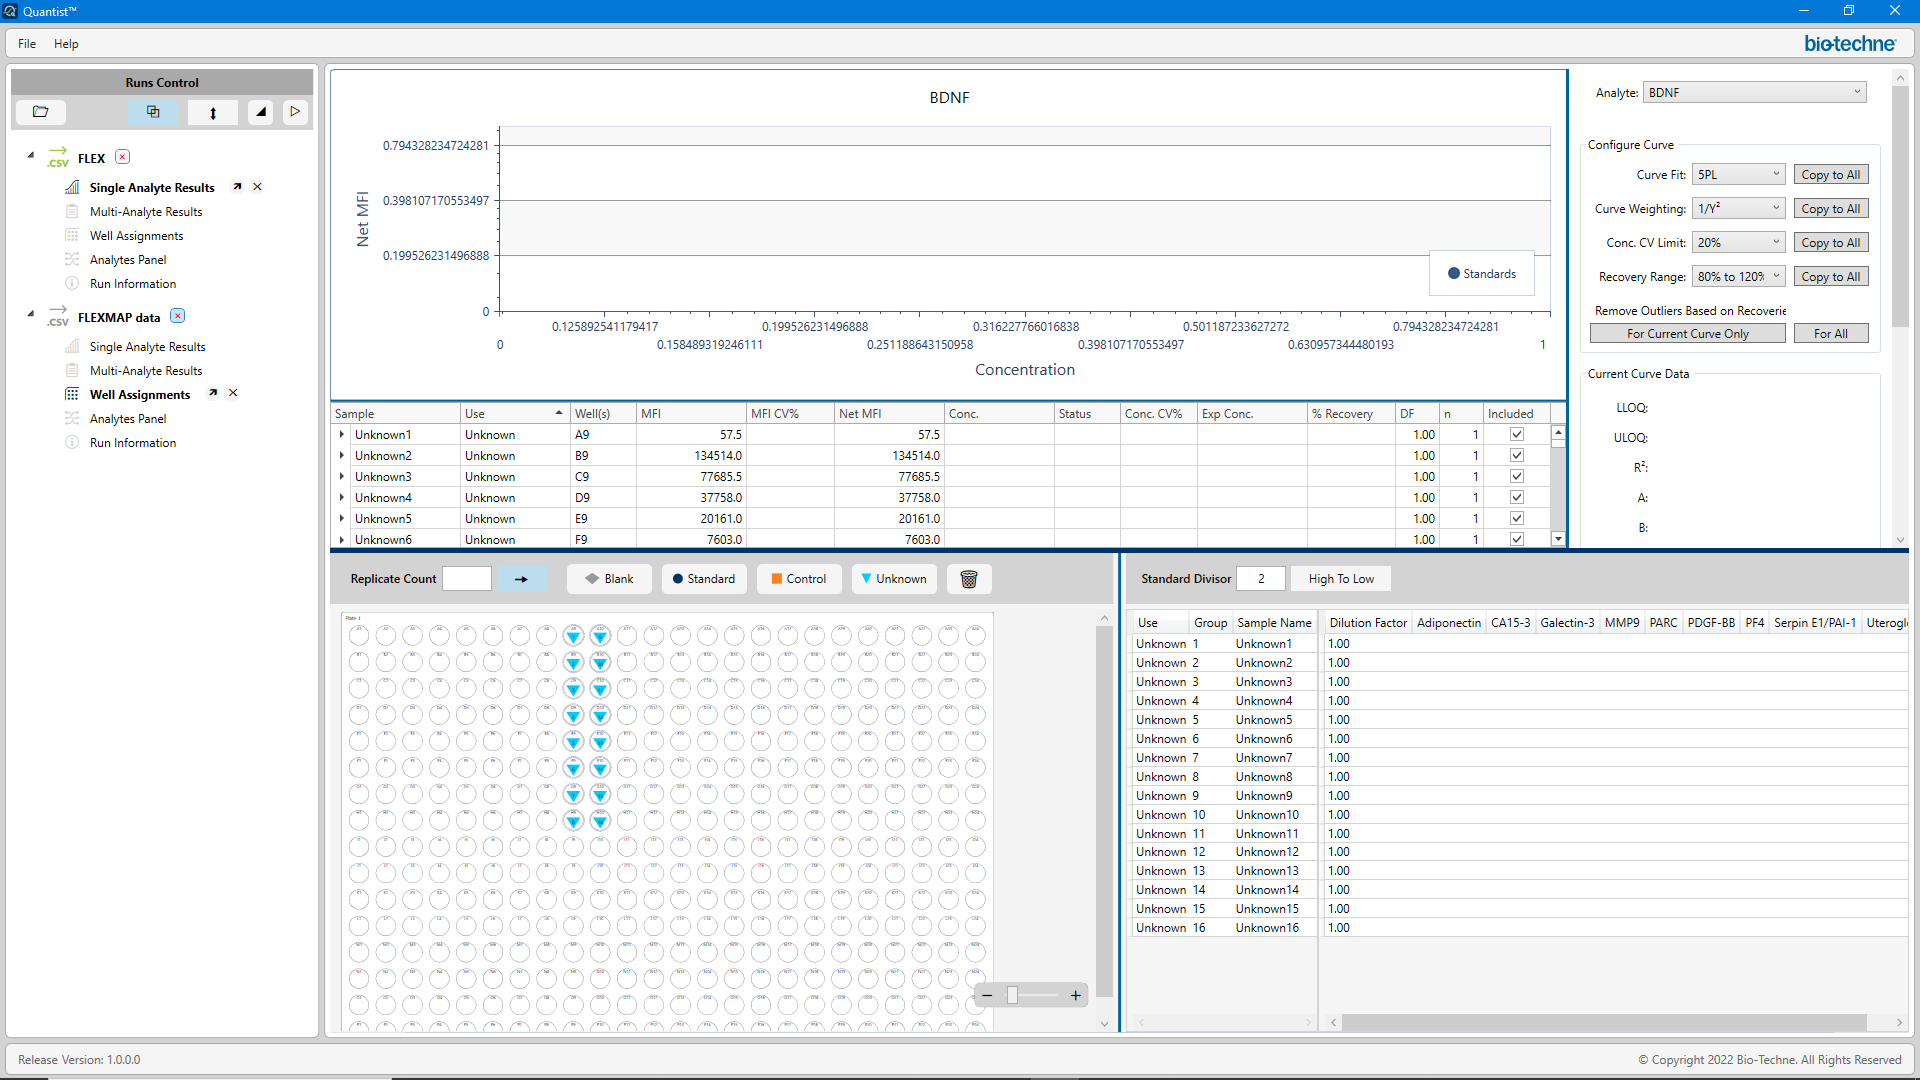 Quantist™
File Help
bio-techne
Runs Control
.csv FLEX
Single Analyte Results
Multi-Analyte Results
Well Assignments
Analytes Panel
Run Information
.csv FLEXMAP data
Single Analyte Results
Multi-Analyte Results
Well Assignments
Analytes Panel
Run Information
BDNF
Net MFI
0.794328234724281
0.398107170553497
0.199526231496888
0
Standards
0.125892541179417 0.199526231496888 0.316227766016838 0.501187233627272 0.794328234724281
0 0.158489319246111 0.251188643150958 0.398107170553497 0.630957344480193 1
Concentration
Analyte: BDNF
Configure Curve
Curve Fit: 5PL Copy to All
Curve Weighting: 1/Y² Copy to All
Conc. CV Limit: 20% Copy to All
Recovery Range: 80% to 120% Copy to All
Remove Outliers Based on Recoverie
For Current Curve Only For All
Current Curve Data
LLOQ:
ULOQ:
R²:
A:
B:
Sample Use Well(s) MFI MFI CV% Net MFI Conc. Status Conc. CV% Exp Conc. % Recovery DF n Included
Unknown1 Unknown A9 57.5 57.5 1.00 1
Unknown2 Unknown B9 134514.0 134514.0 1.00 1
Unknown3 Unknown C9 77685.5 77685.5 1.00 1
Unknown4 Unknown D9 37758.0 37758.0 1.00 1
Unknown5 Unknown E9 20161.0 20161.0 1.00 1
Unknown6 Unknown F9 7603.0 7603.0 1.00 1
Replicate Count Blank Standard Control Unknown
Plate 1
Standard Divisor 2 High To Low
Use Group Sample Name Dilution Factor Adiponectin CA15-3 Galectin-3 MMP9 PARC PDGF-BB PF4 Serpin E1/PAI-1 Uterogl
Unknown 1 Unknown1 1.00
Unknown 2 Unknown2 1.00
Unknown 3 Unknown3 1.00
Unknown 4 Unknown4 1.00
Unknown 5 Unknown5 1.00
Unknown 6 Unknown6 1.00
Unknown 7 Unknown7 1.00
Unknown 8 Unknown8 1.00
Unknown 9 Unknown9 1.00
Unknown 10 Unknown10 1.00
Unknown 11 Unknown11 1.00
Unknown 12 Unknown12 1.00
Unknown 13 Unknown13 1.00
Unknown 14 Unknown14 1.00
Unknown 15 Unknown15 1.00
Unknown 16 Unknown16 1.00
Release Version: 1.0.0.0
© Copyright 2022 Bio-Techne. All Rights Reserved